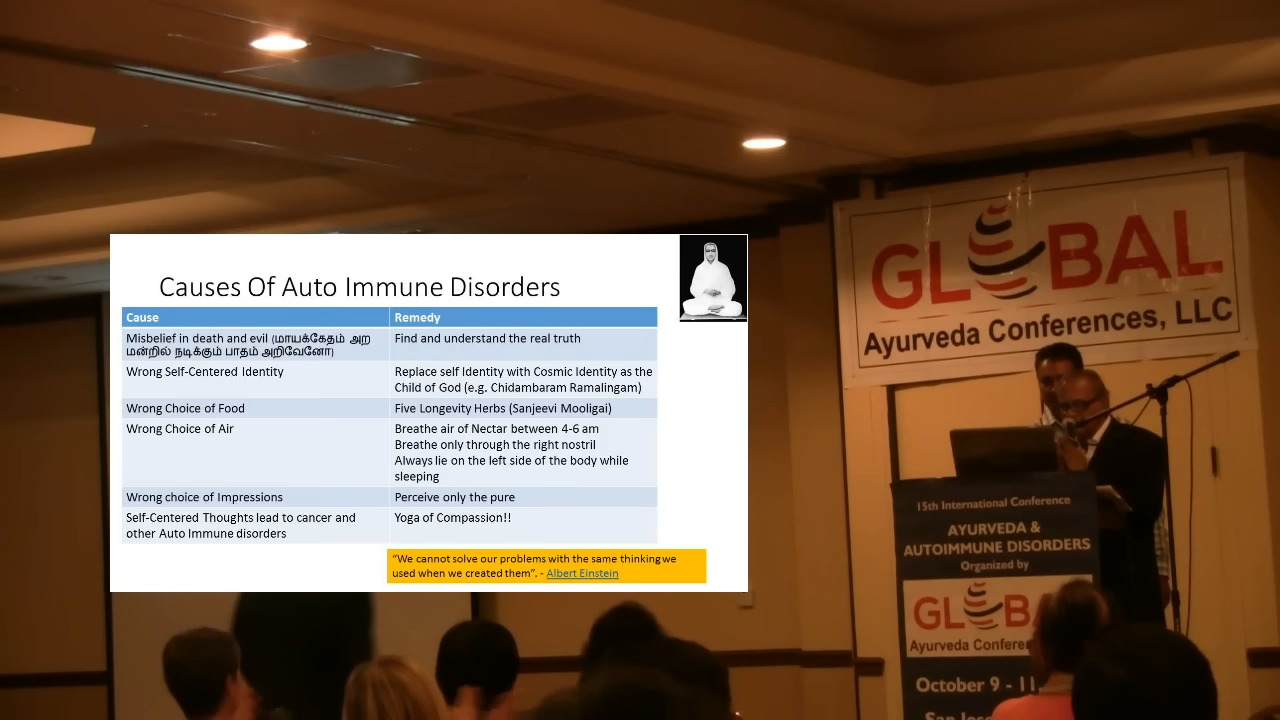 Causes Of Auto Immune Disorders
Cause
Remedy
Misbelief in death and evil (மாயக்கேதம் அற
மன்றில் நடிக்கும் பாதம் அறிவேனோ)
Find and understand the real truth
Wrong Self-Centered Identity
Replace self Identity with Cosmic Identity as the
Child of God (e.g. Chidambaram Ramalingam)
Wrong Choice of Food
Five Longevity Herbs (Sanjeevi Mooligai)
Wrong Choice of Air
Breathe air of Nectar between 4-6 am
Breathe only through the right nostril
Always lie on the left side of the body while
sleeping
Wrong choice of Impressions
Perceive only the pure
Self-Centered Thoughts lead to cancer and
other Auto Immune disorders
Yoga of Compassion!!
“We cannot solve our problems with the same thinking we
used when we created them”. - Albert Einstein
GLOBAL
Ayurveda Conferences, LLC
15th International Conference
AYURVEDA &
AUTOIMMUNE DISORDERS
Organized by
GLOBA
Ayurveda Conferen
October 9 - 11,
San Jose